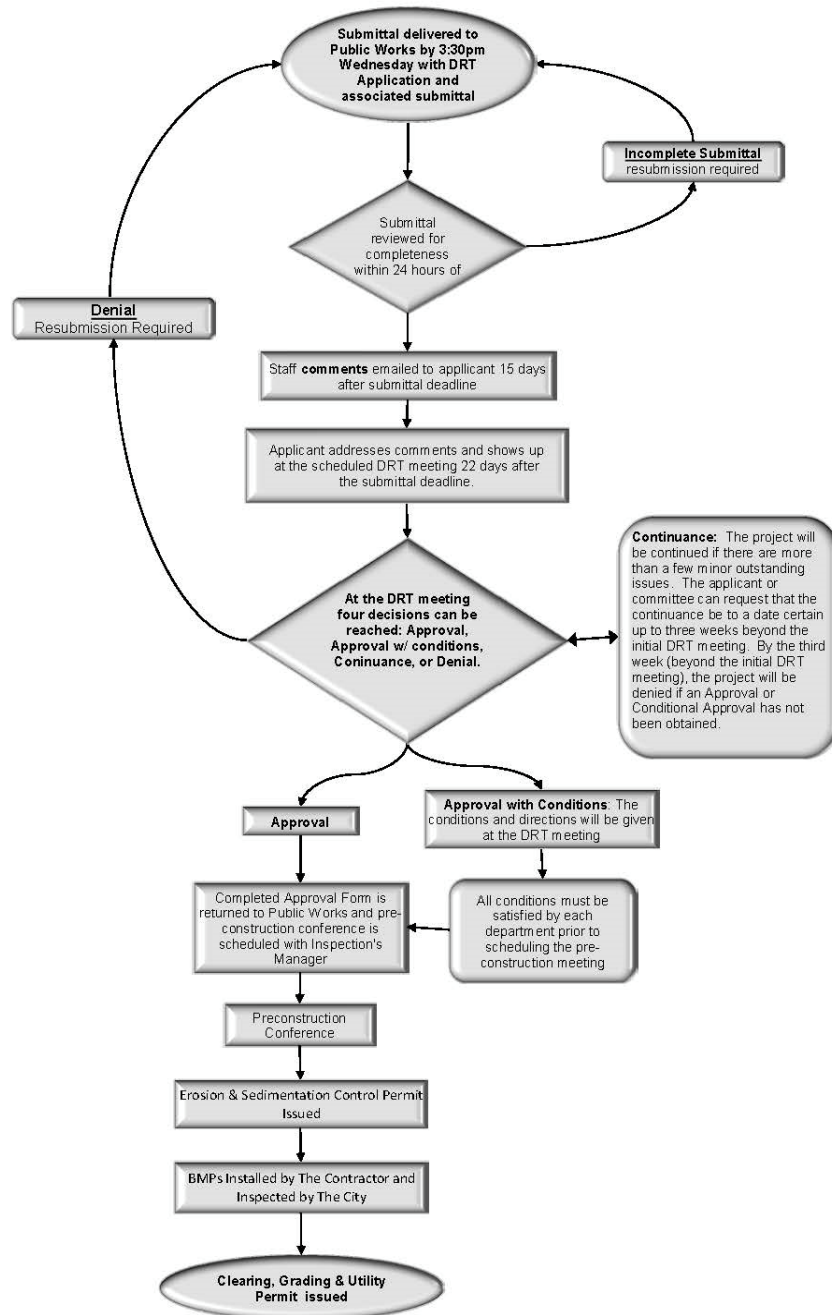 Submittal delivered to
Public Works by 3:30pm
Wednesday with DRT
Application and
associated submittal
Incomplete Submittal
resubmission required
Submittal
reviewed for
completeness
within 24 hours of
Denial
Resubmission Required
Staff comments emailed to appllicant 15 days
after submittal deadline
Applicant addresses comments and shows up
at the scheduled DRT meeting 22 days after
the submittal deadline.
At the DRT meeting
four decisions can be
reached: Approval,
Approval w/ conditions,
Coninuance, or Denial.
Continuance: The project will
be continued if there are more
than a few minor outstanding
issues. The applicant or
committee can request that the
continuance be to a date certain
up to three weeks beyond the
initial DRT meeting. By the third
week (beyond the initial DRT
meeting), the project will be
denied if an Approval or
Conditional Approval has not
been obtained.
Approval
Approval with Conditions: The
conditions and directions will be given
at the DRT meeting
Completed Approval Form is
returned to Public Works and pre-
construction conference is
scheduled with Inspection's
Manager
All conditions must be
satisfied by each
department prior to
scheduling the pre-
construction meeting
Preconstruction
Conference
Erosion & Sedimentation Control Permit
Issued
BMPs Installed by The Contractor and
Inspected by The City
Clearing, Grading & Utility
Permit issued